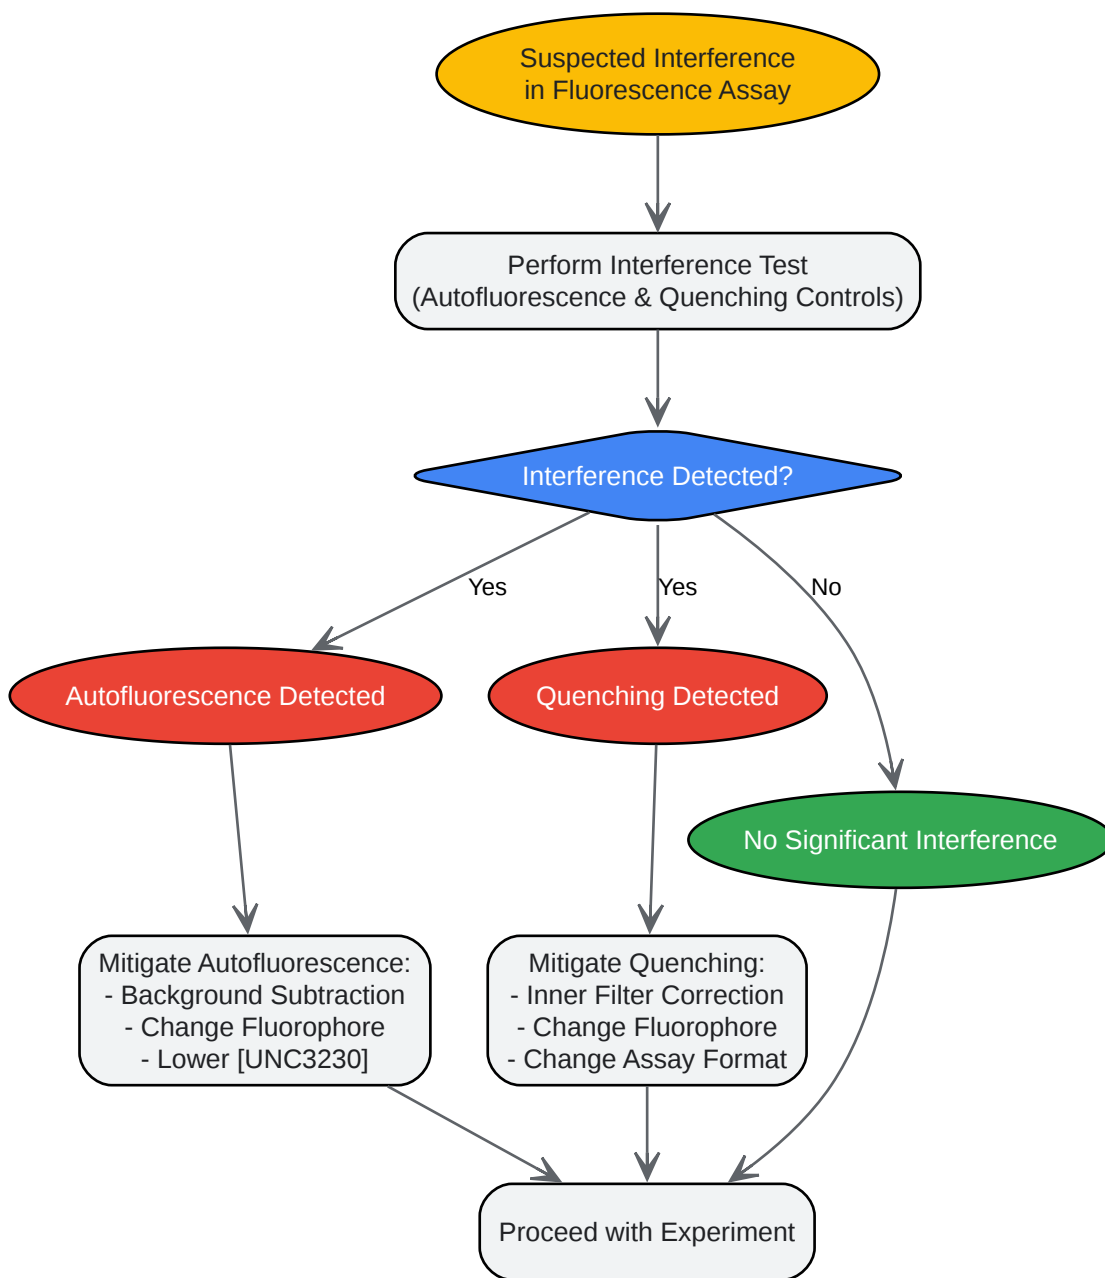 Suspected Interference
in Fluorescence Assay
Perform Interference Test
(Autofluorescence & Quenching Controls)
Interference Detected?
Yes
Yes
No
Autofluorescence Detected
Quenching Detected
No Significant Interference
Mitigate Autofluorescence:
- Background Subtraction
- Change Fluorophore
- Lower [UNC3230]
Mitigate Quenching:
- Inner Filter Correction
- Change Fluorophore
- Change Assay Format
Proceed with Experiment